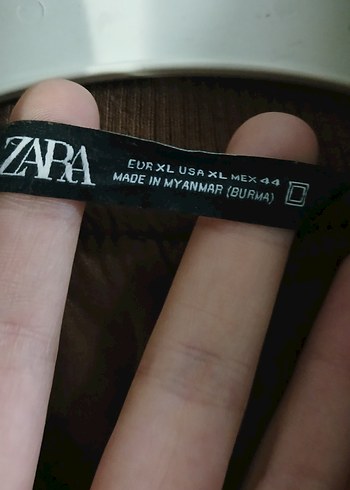 ZARA
EUR XL USA XL MEX 44
MADE IN MYANMAR (BURMA)